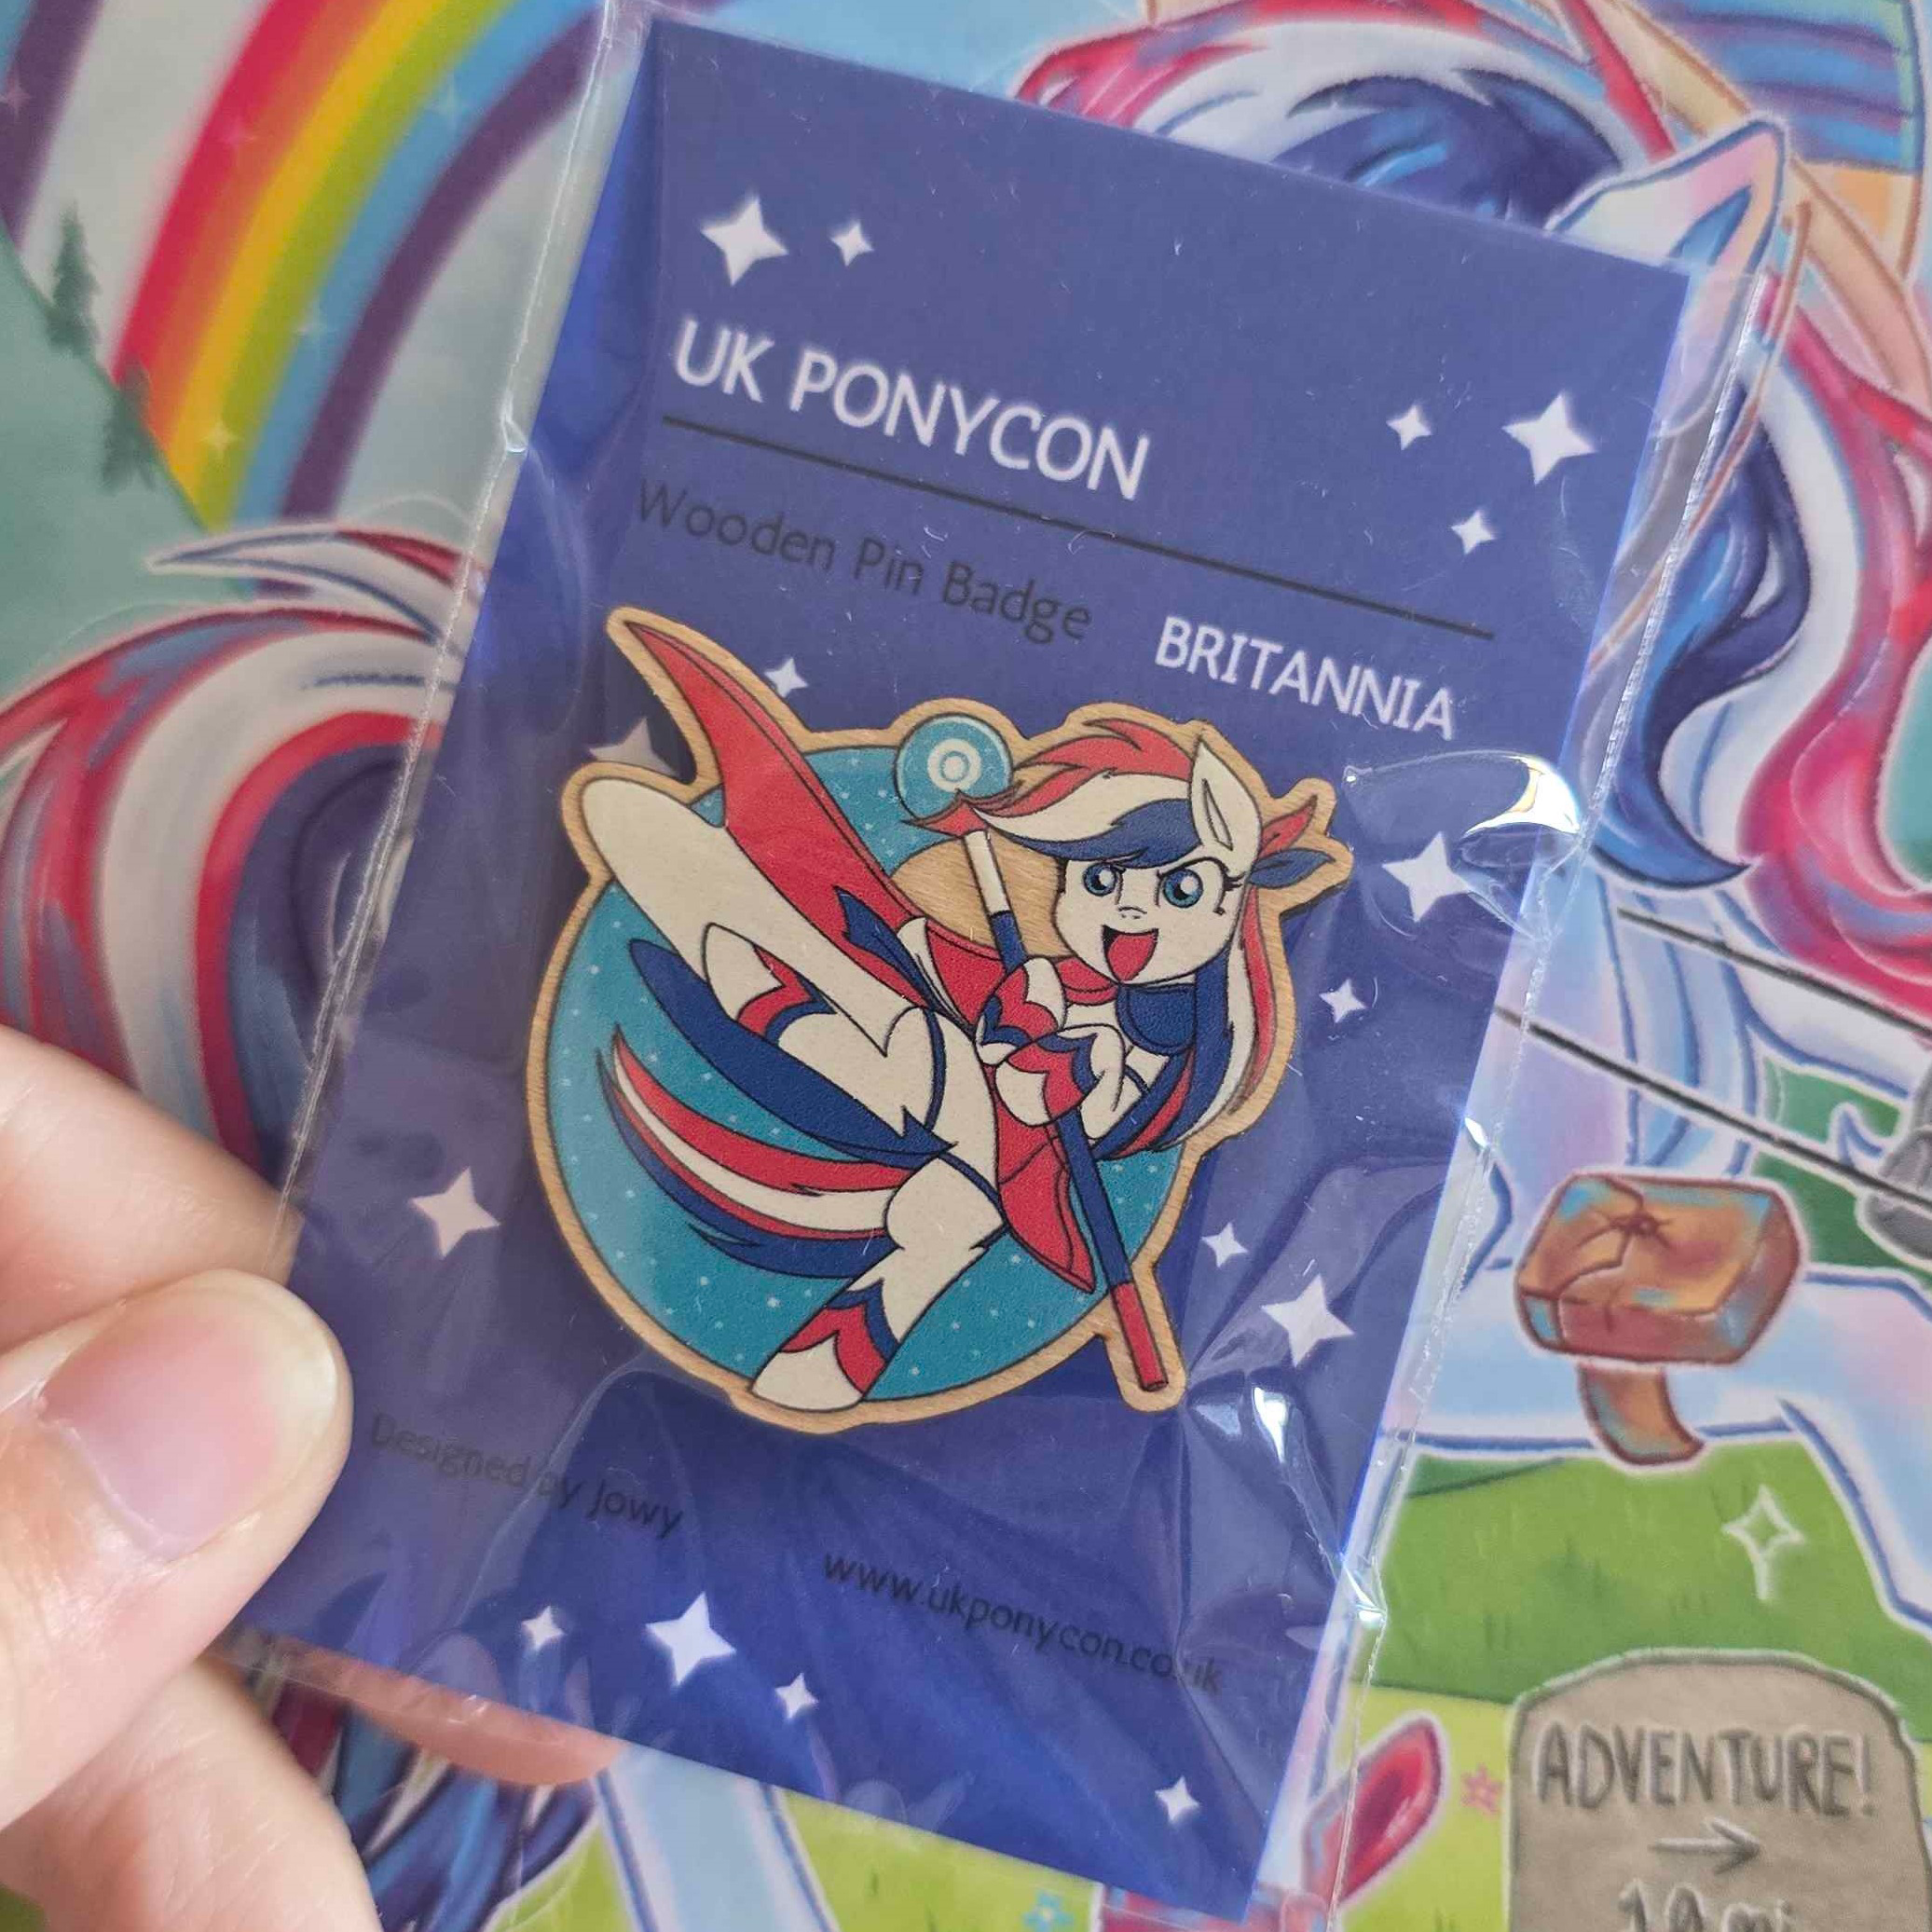 UK PONYCON
Wooden Pin Badge
BRITANNIA
Designed by Jowy
www.ukponycon.co.uk
ADVENTURE!